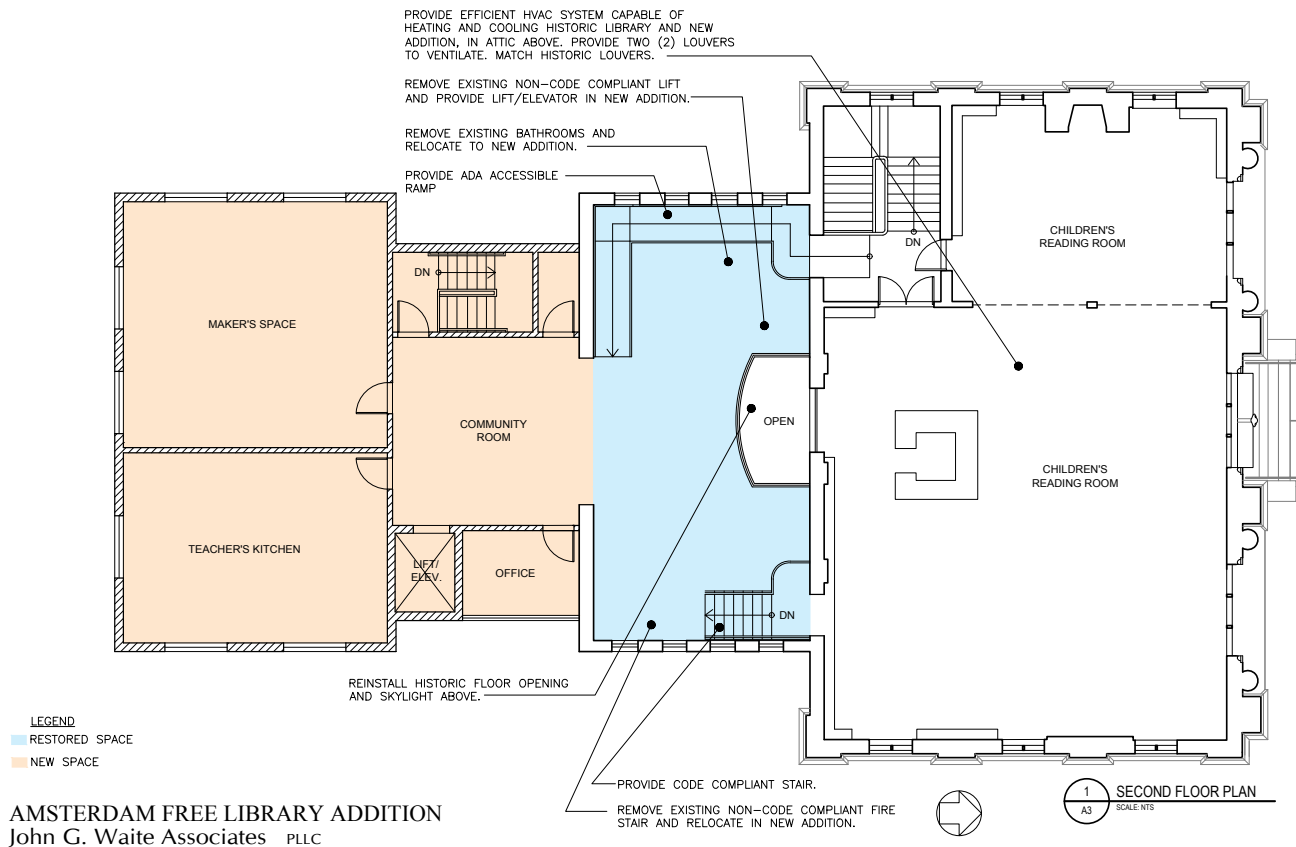 PROVIDE EFFICIENT HVAC SYSTEM CAPABLE OF
HEATING AND COOLING HISTORIC LIBRARY AND NEW
ADDITION, IN ATTIC ABOVE. PROVIDE TWO (2) LOUVERS
TO VENTILATE. MATCH HISTORIC LOUVERS.
REMOVE EXISTING NON-CODE COMPLIANT LIFT
AND PROVIDE LIFT/ELEVATOR IN NEW ADDITION.
REMOVE EXISTING BATHROOMS AND
RELOCATE TO NEW ADDITION.
PROVIDE ADA ACCESSIBLE
RAMP
DN
CHILDREN'S
READING ROOM
DN
MAKER'S SPACE
COMMUNITY
ROOM
OPEN
CHILDREN'S
READING ROOM
TEACHER'S KITCHEN
LIFT/
ELEV.
OFFICE
DN
REINSTALL HISTORIC FLOOR OPENING
AND SKYLIGHT ABOVE.
LEGEND
RESTORED SPACE
NEW SPACE
PROVIDE CODE COMPLIANT STAIR.
REMOVE EXISTING NON-CODE COMPLIANT FIRE
STAIR AND RELOCATE IN NEW ADDITION.
1
A3
SECOND FLOOR PLAN
SCALE: NTS
AMSTERDAM FREE LIBRARY ADDITION
John G. Waite Associates PLLC